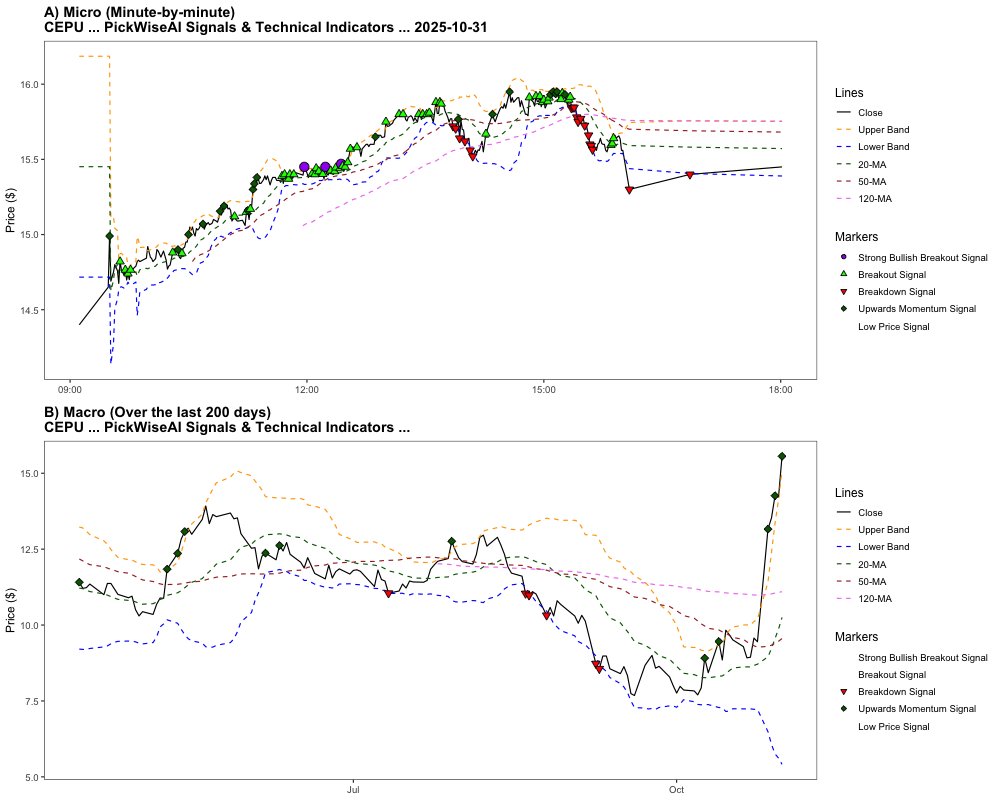 A) Micro (Minute-by-minute)
CEPU ... PickWiseAI Signals & Technical Indicators ... 2025-10-31
Price ($)
16.0
15.5
15.0
14.5
09:00
12:00
15:00
18:00
Lines
Close
Upper Band
Lower Band
20-MA
50-MA
120-MA
Markers
Strong Bullish Breakout Signal
Breakout Signal
Breakdown Signal
Upwards Momentum Signal
Low Price Signal
B) Macro (Over the last 200 days)
CEPU ... PickWiseAI Signals & Technical Indicators ...
Price ($)
15.0
12.5
10.0
7.5
5.0
Jul
Oct
Lines
Close
Upper Band
Lower Band
20-MA
50-MA
120-MA
Markers
Strong Bullish Breakout Signal
Breakout Signal
Breakdown Signal
Upwards Momentum Signal
Low Price Signal